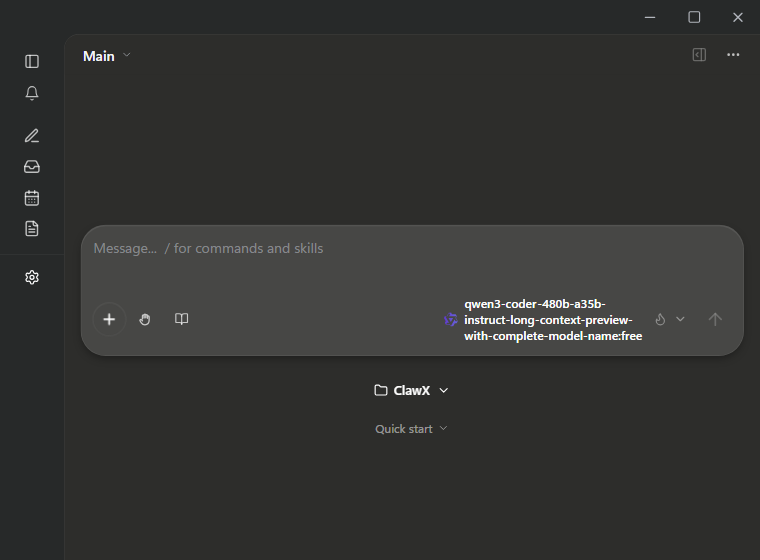 Main
Message... / for commands and skills
qwen3-coder-480b-a35b-
instruct-long-context-preview-
with-complete-model-name:free
ClawX
Quick start